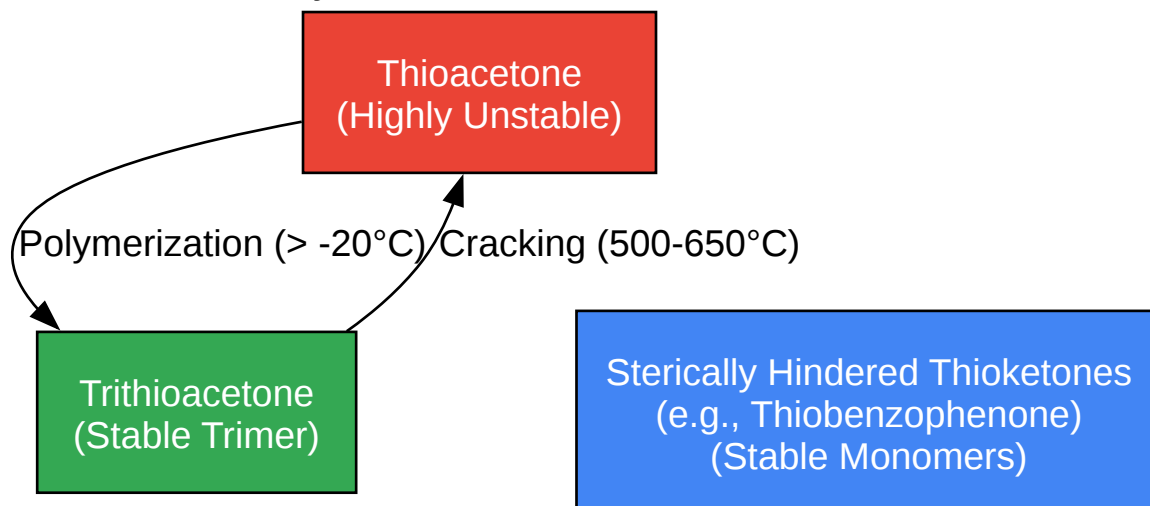 Thioacetone
(Highly Unstable)
Polymerization (> -20°C)
Cracking (500-650°C)
Trithioacetone
(Stable Trimer)
Sterically Hindered Thioketones
(e.g., Thiobenzophenone)
(Stable Monomers)